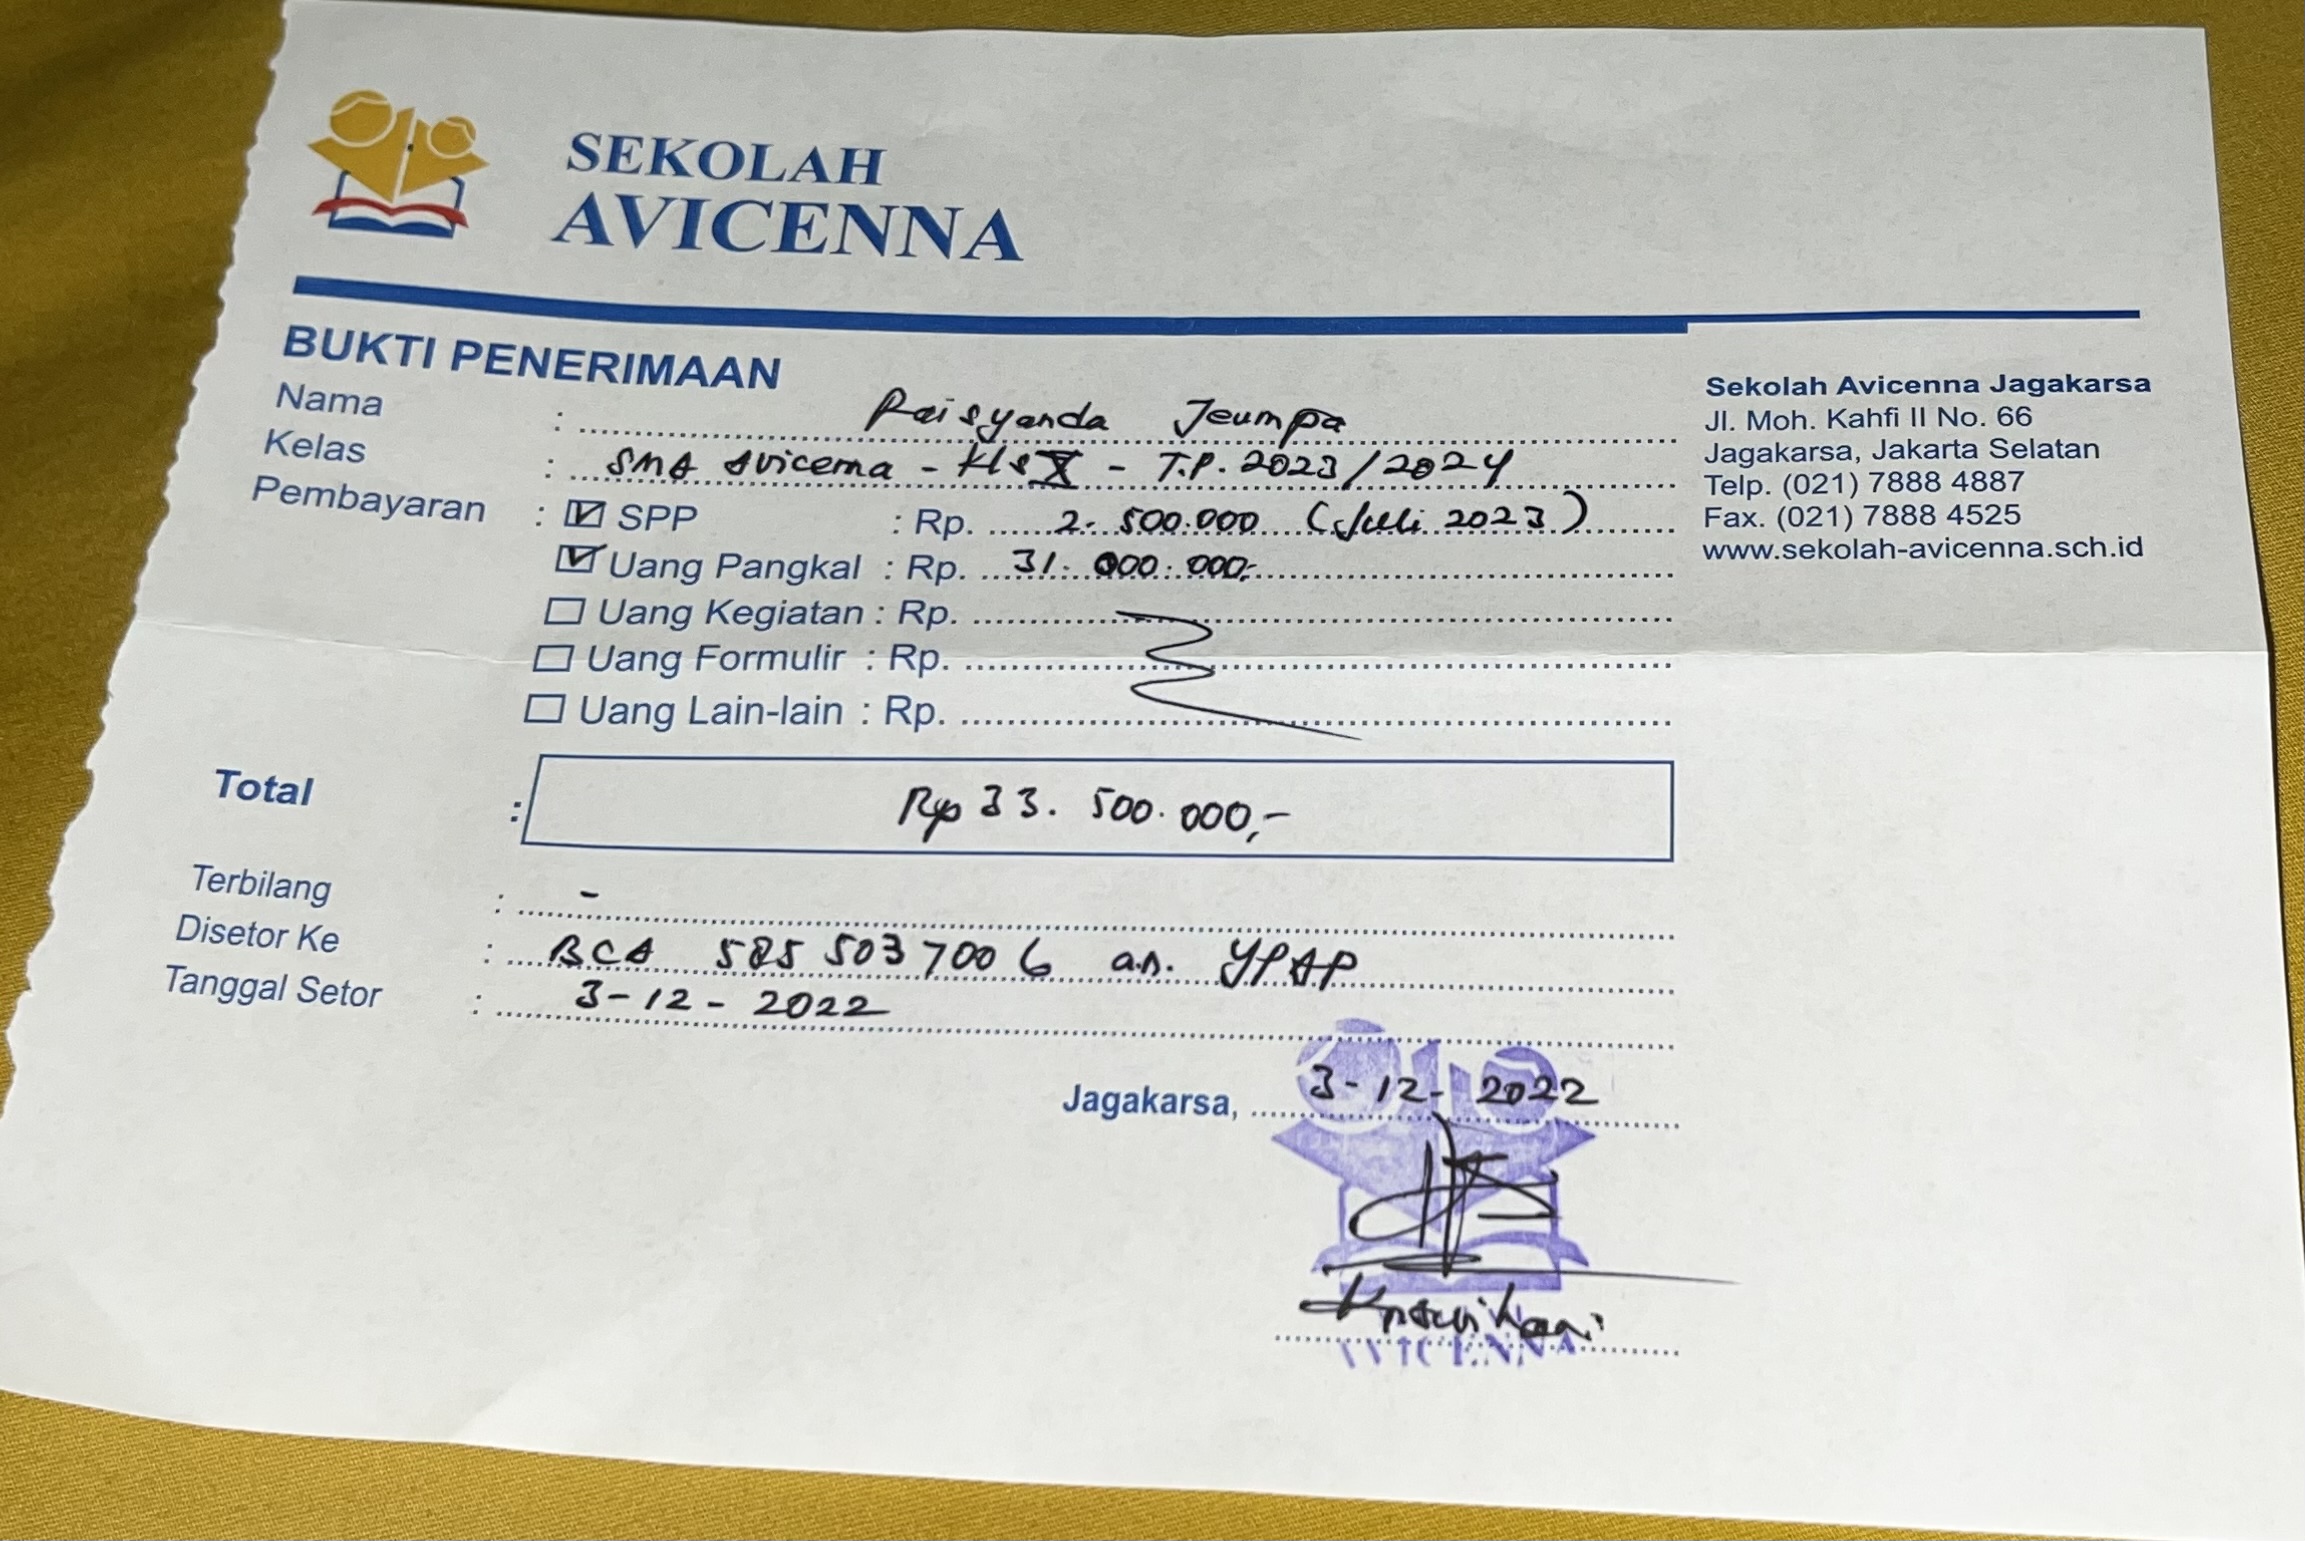 SEKOLAH
AVICENNA
BUKTI PENERIMAAN
Nama : Raisyanda Jeumpa
Kelas : SMA Avicenna - Kls X - T.P. 2023/2024
Pembayaran : SPP : Rp. 2.500.000 (Juli 2023)
Uang Pangkal : Rp. 31.000.000,-
Uang Kegiatan : Rp.
Uang Formulir : Rp.
Uang Lain-lain : Rp.
Sekolah Avicenna Jagakarsa
Jl. Moh. Kahfi II No. 66
Jagakarsa, Jakarta Selatan
Telp. (021) 7888 4887
Fax. (021) 7888 4525
www.sekolah-avicenna.sch.id
Total : Rp 33.500.000,-
Terbilang : -
Disetor Ke : BCA 585 503 700 6 a.n. YPAP
Tanggal Setor : 3-12-2022
Jagakarsa, 3-12-2022
AVICENNA